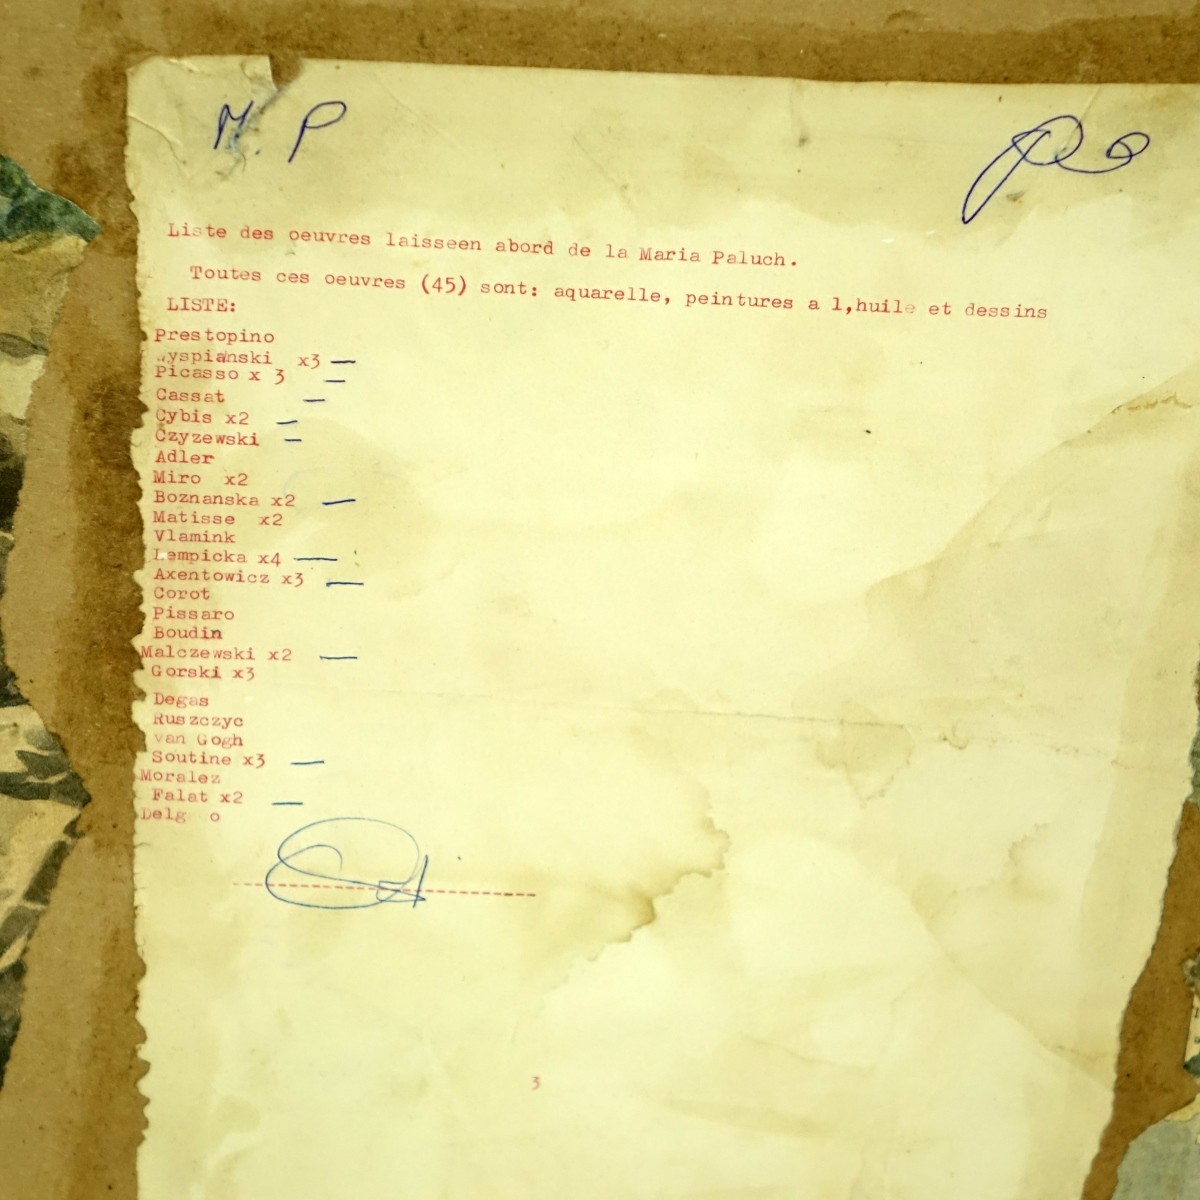 M. P
Liste des oeuvres laisseen abord de la Maria Paluch.
Toutes ces oeuvres (45) sont: aquarelle, peintures a l,huile et dessins
LISTE:
Prestopino
yspianski x3 —
Picasso x 3 —
Cassat —
Cybis x2 —
Czyzewski —
Adler
Miro x2
Boznanska x2 —
Matisse x2
Vlamink
Lempicka x4 —
Axentowicz x3 —
Corot
Pissaro
Boudin
Malczewski x2 —
Gorski x3
Degas
Ruszczyc
van Gogh
Soutine x3 —
Moralez
Falat x2 —
Delg o
3